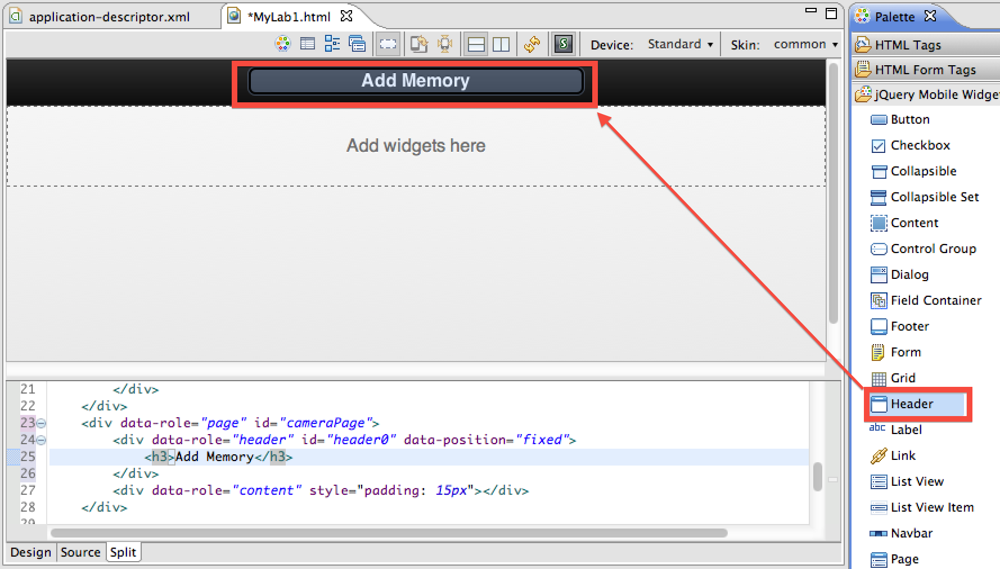 application-descriptor.xml
*MyLab1.html
Device: Standard
Skin: common
Add Memory
Add widgets here
21 </div>
22 </div>
23 <div data-role="page" id="cameraPage">
24 <div data-role="header" id="header0" data-position="fixed">
25 <h3>Add Memory</h3>
26 </div>
27 <div data-role="content" style="padding: 15px"></div>
28 </div>
29
Design Source Split
Palette
HTML Tags
HTML Form Tags
jQuery Mobile Widge
Button
Checkbox
Collapsible
Collapsible Set
Content
Control Group
Dialog
Field Container
Footer
Form
Grid
Header
abc Label
Link
List View
List View Item
Navbar
Page